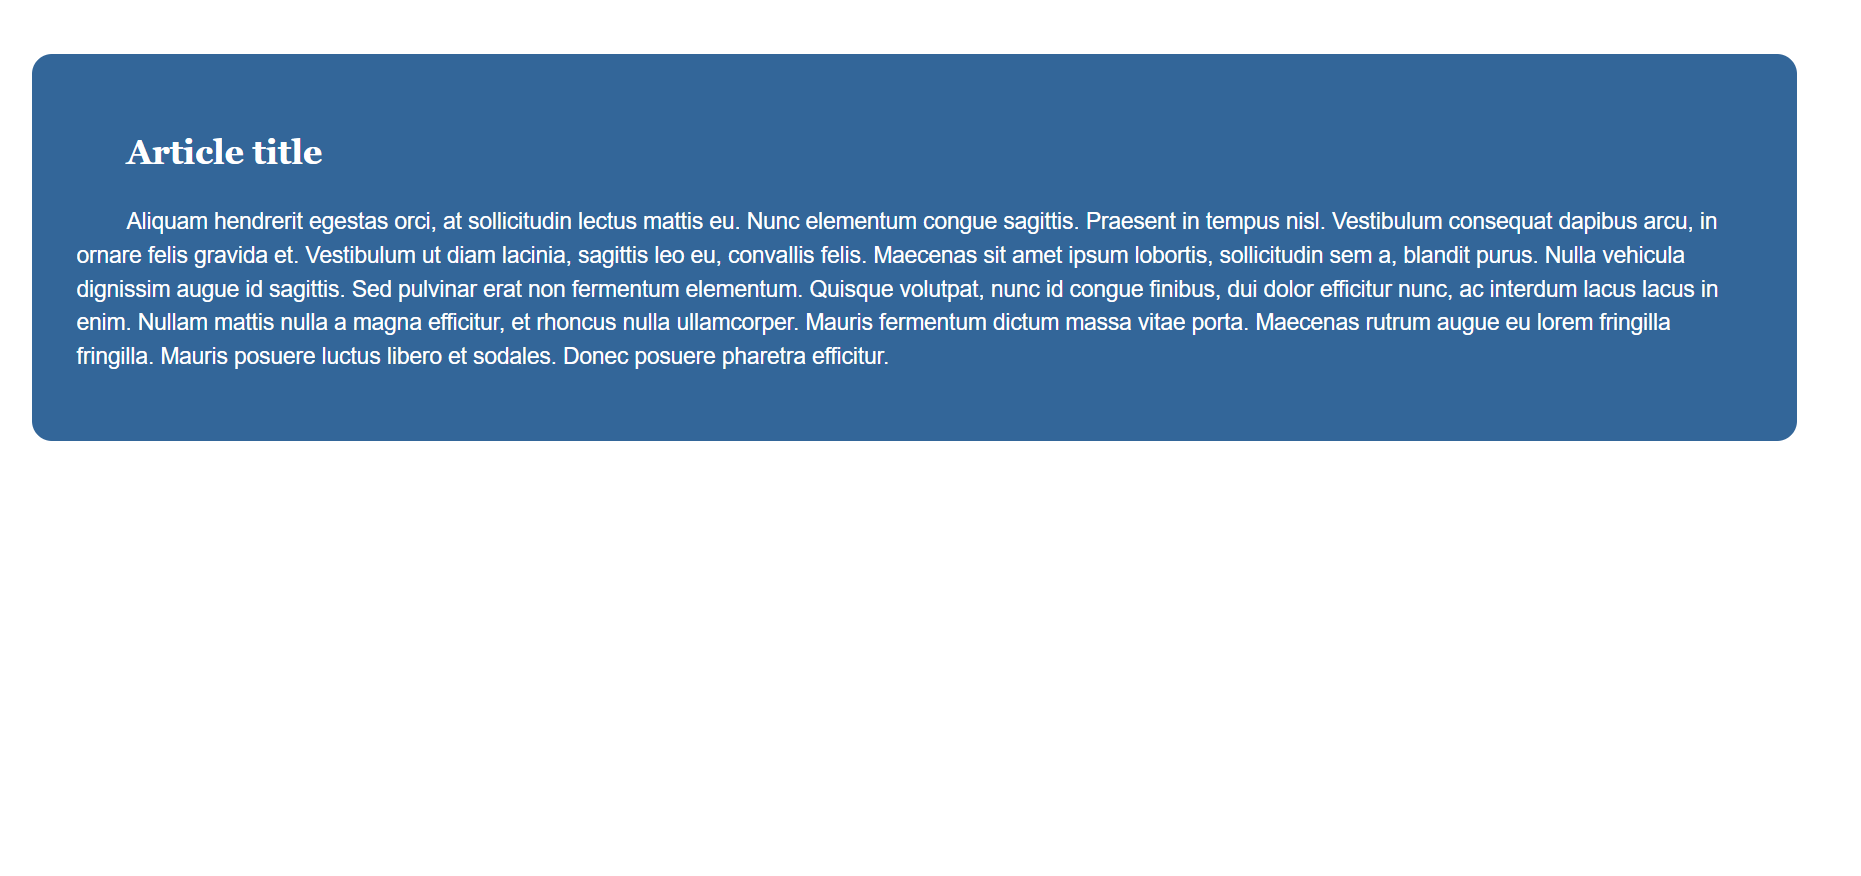 Article title
Aliquam hendrerit egestas orci, at sollicitudin lectus mattis eu. Nunc elementum congue sagittis. Praesent in tempus nisl. Vestibulum consequat dapibus arcu, in
ornare felis gravida et. Vestibulum ut diam lacinia, sagittis leo eu, convallis felis. Maecenas sit amet ipsum lobortis, sollicitudin sem a, blandit purus. Nulla vehicula
dignissim augue id sagittis. Sed pulvinar erat non fermentum elementum. Quisque volutpat, nunc id congue finibus, dui dolor efficitur nunc, ac interdum lacus lacus in
enim. Nullam mattis nulla a magna efficitur, et rhoncus nulla ullamcorper. Mauris fermentum dictum massa vitae porta. Maecenas rutrum augue eu lorem fringilla
fringilla. Mauris posuere luctus libero et sodales. Donec posuere pharetra efficitur.